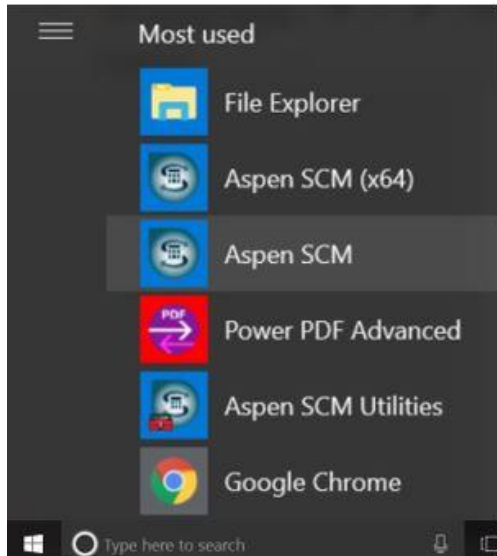 Most used
File Explorer
Aspen SCM (x64)
Aspen SCM
PDF
Power PDF Advanced
Aspen SCM Utilities
Google Chrome
Type here to search